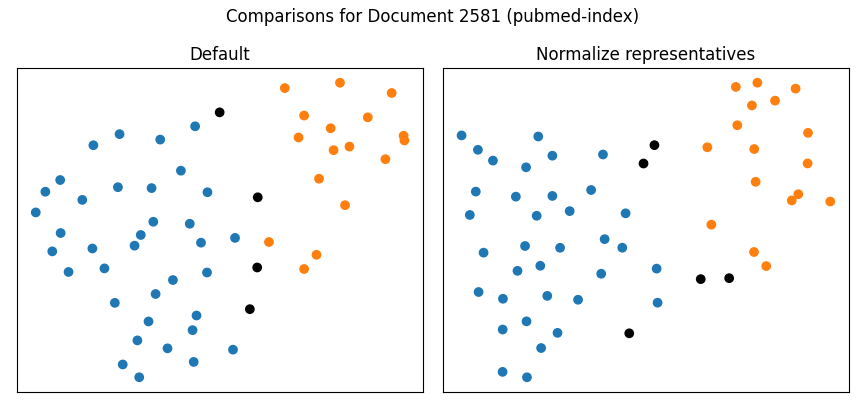 Comparisons for Document 2581 (pubmed-index)
Default
Normalize representatives